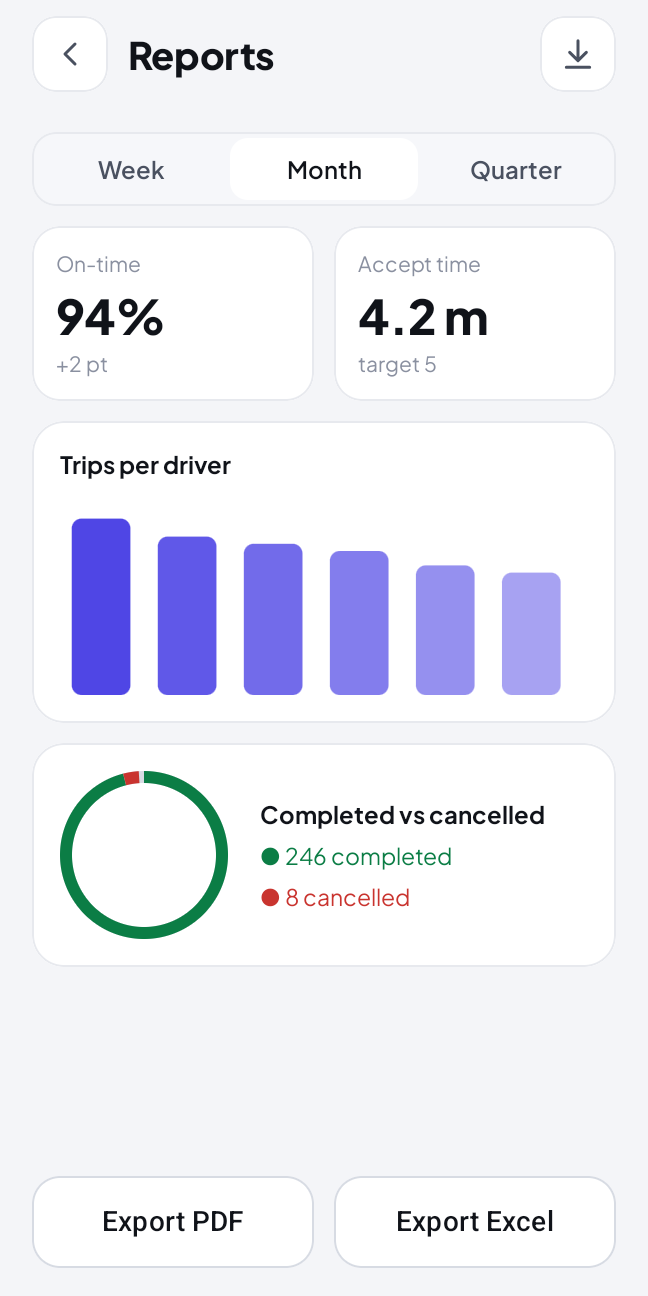 Reports
Week Month Quarter
On-time
94%
+2 pt
Accept time
4.2 m
target 5
Trips per driver
Completed vs cancelled
246 completed
8 cancelled
Export PDF
Export Excel